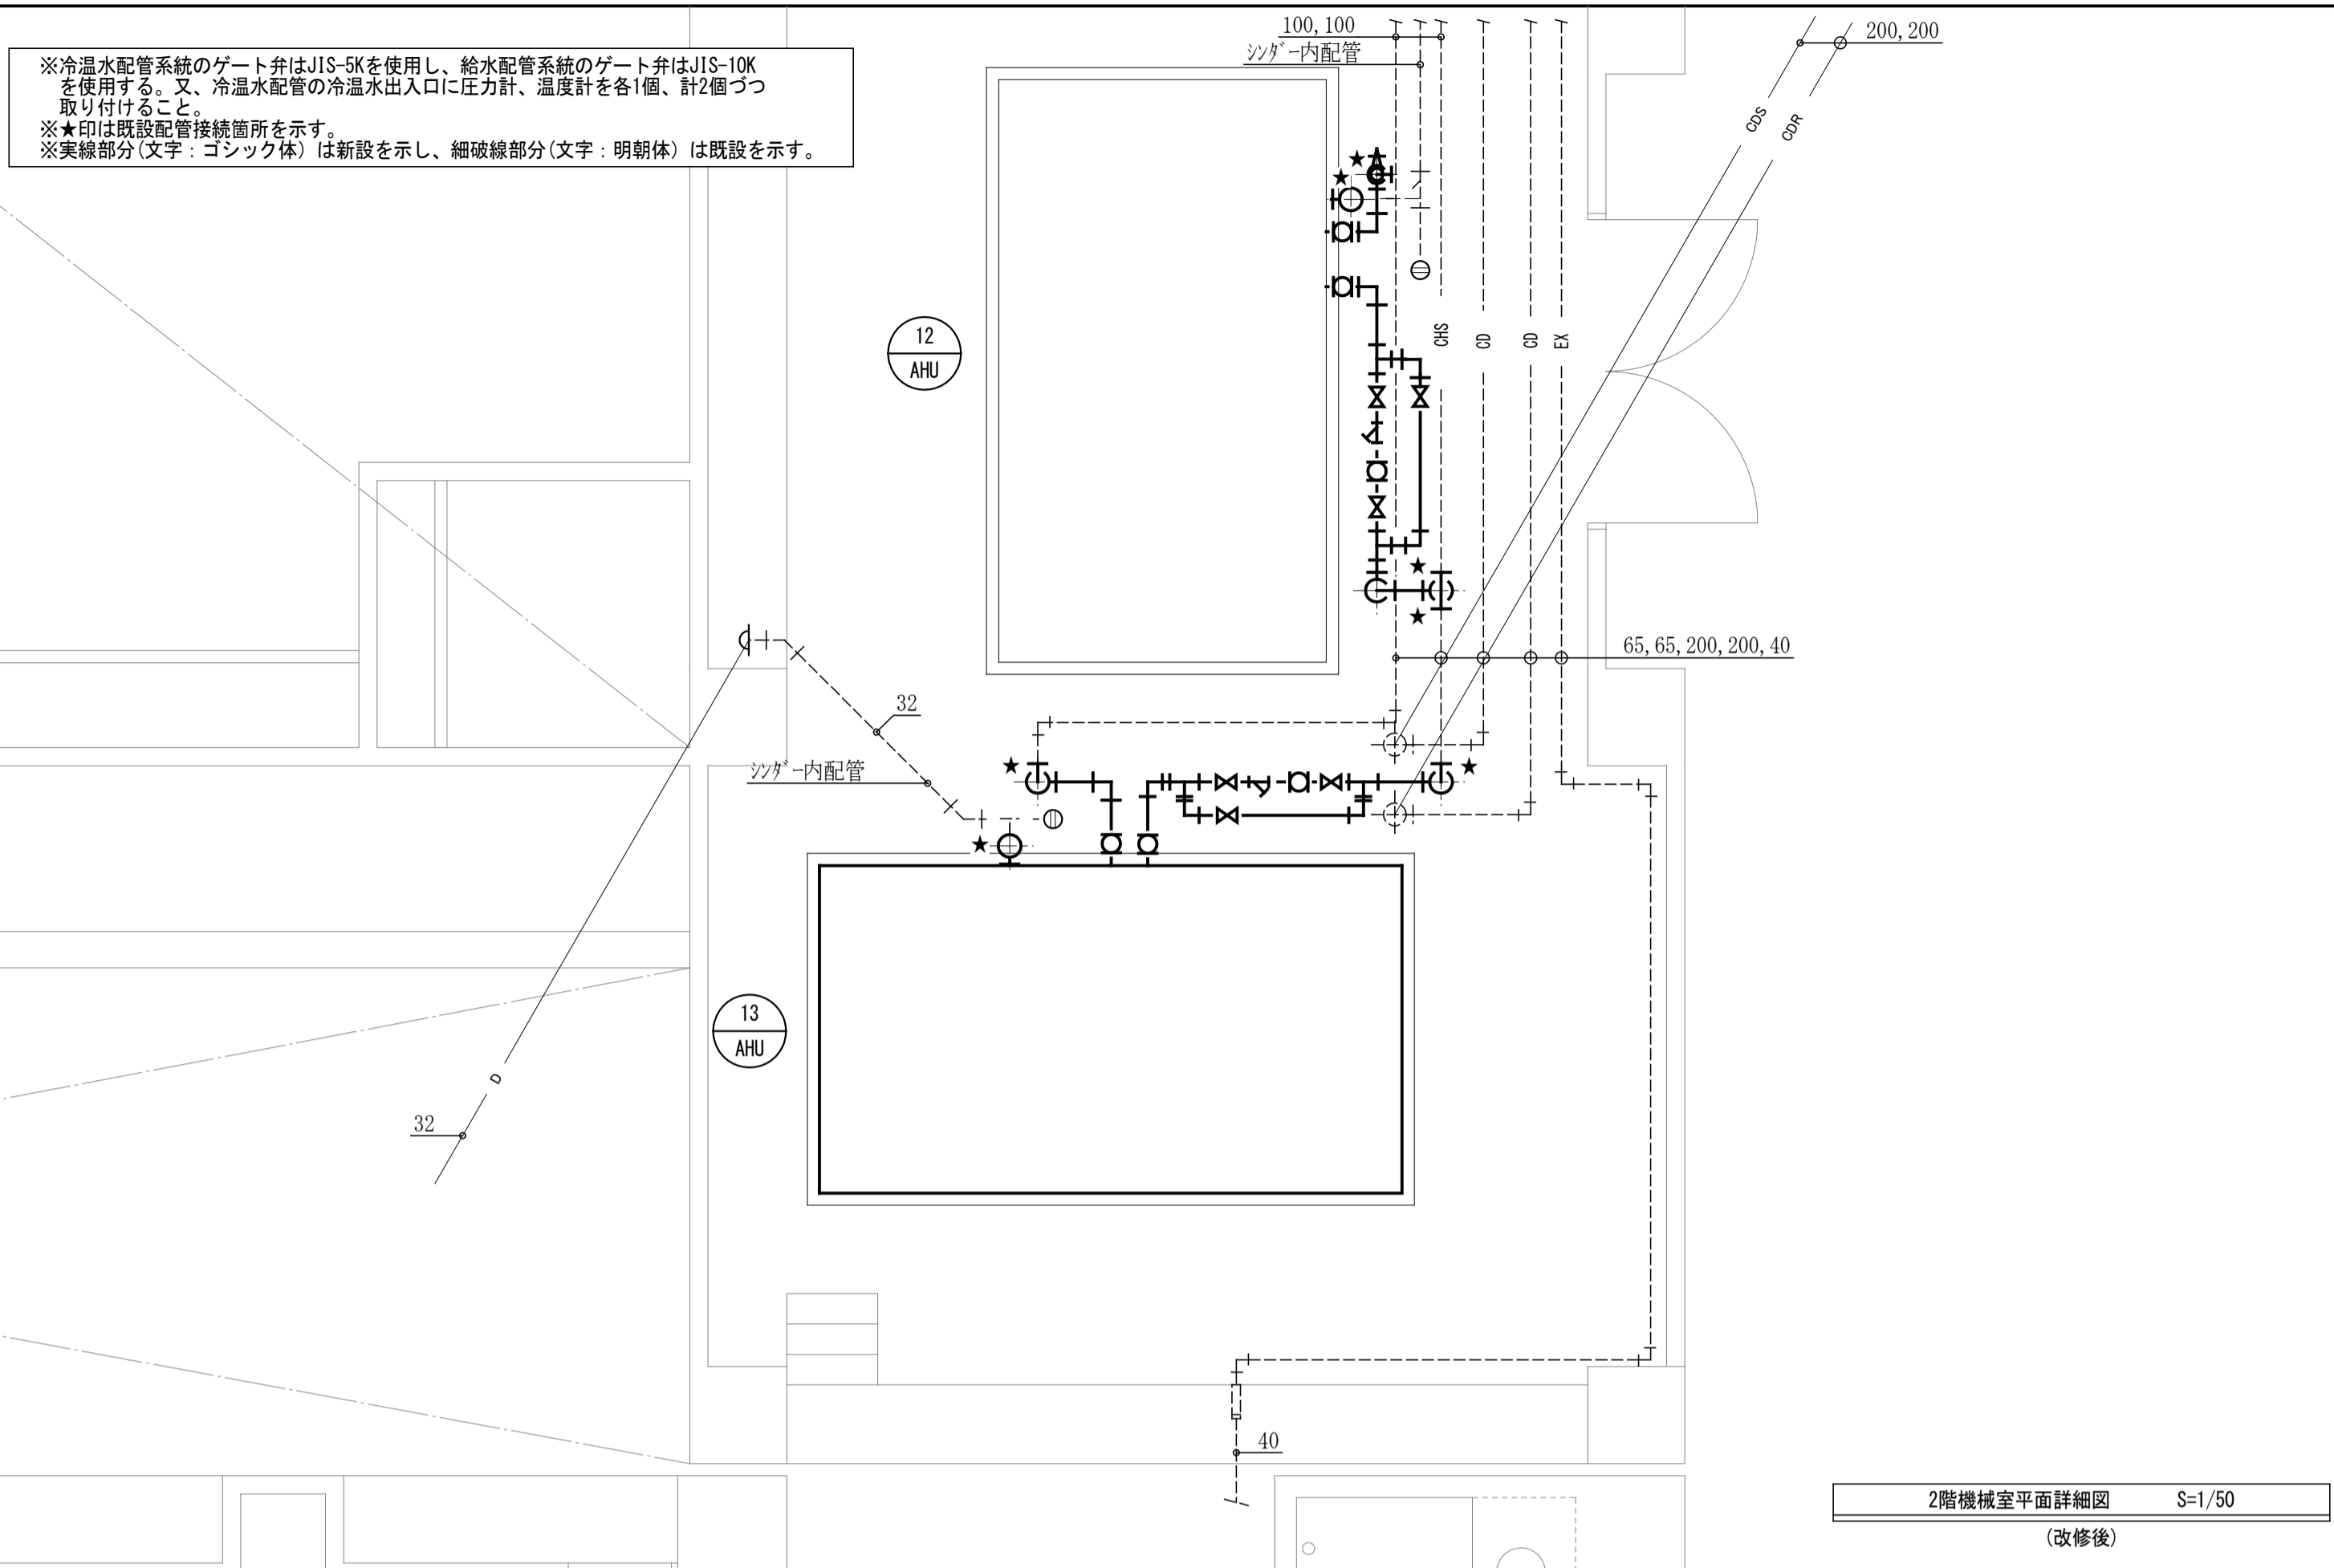 ※冷温水配管系統のゲート弁はJIS-5Kを使用し、給水配管系統のゲート弁はJIS-10K
を使用する。又、冷温水配管の冷温水出入口に圧力計、温度計を各1個、計2個づつ
取り付けること。
※★印は既設配管接続箇所を示す。
※実線部分(文字：ゴシック体)は新設を示し、細破線部分(文字：明朝体)は既設を示す。
100,100
ｼﾝﾀﾞｰ内配管
200,200
CDS
CDR
12
AHU
CHS
CD
CD
EX
65,65,200,200,40
32
ｼﾝﾀﾞｰ内配管
13
AHU
D
32
40
2階機械室平面詳細図 S=1/50
(改修後)